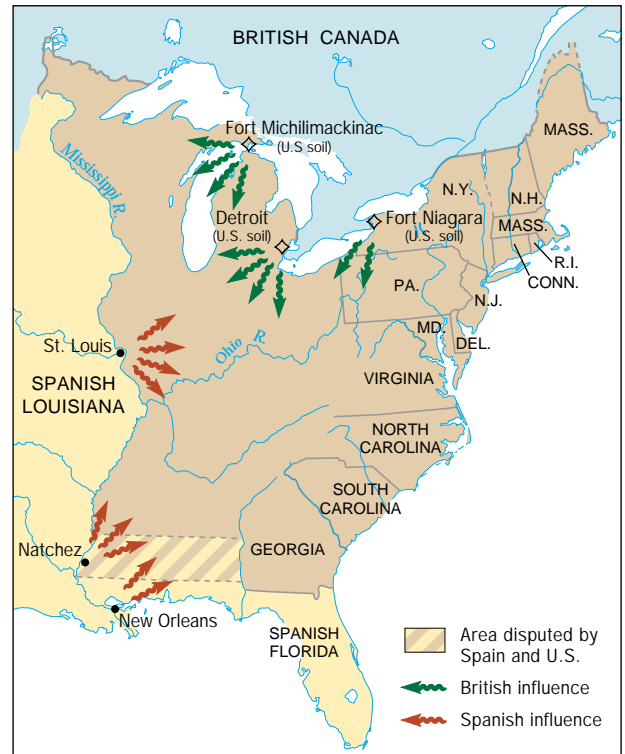 BRITISH CANADA
Fort Michilimackinac
(U.S soil)
MASS.
Mississippi R.
N.Y.
N.H.
Detroit
(U.S. soil)
Fort Niagara
(U.S. soil)
MASS.
R.I.
CONN.
PA.
N.J.
MD.
DEL.
Ohio R.
St. Louis
SPANISH
LOUISIANA
VIRGINIA
NORTH
CAROLINA
SOUTH
CAROLINA
Natchez
GEORGIA
New Orleans
SPANISH
FLORIDA
Area disputed by
Spain and U.S.
British influence
Spanish influence